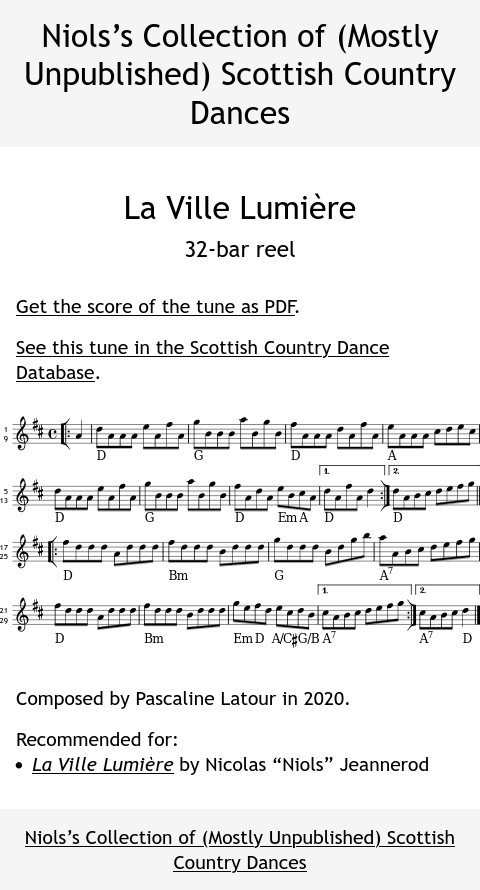 Niols’s Collection of (Mostly
Unpublished) Scottish Country
Dances
La Ville Lumière
32-bar reel
Get the score of the tune as PDF.
See this tune in the Scottish Country Dance
Database.
1
9
D G D A
5
13
1. 2.
D G D Em A D D
17
25
D Bm G A7
21
29
1. 2.
D Bm Em D A/C♯ G/B A7 A7 D
Composed by Pascaline Latour in 2020.
Recommended for:
• La Ville Lumière by Nicolas “Niols” Jeannerod
Niols’s Collection of (Mostly Unpublished) Scottish
Country Dances